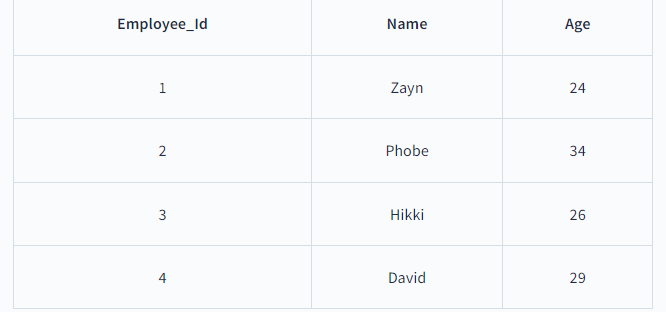 Employee_Id Name Age
1 Zayn 24
2 Phobe 34
3 Hikki 26
4 David 29